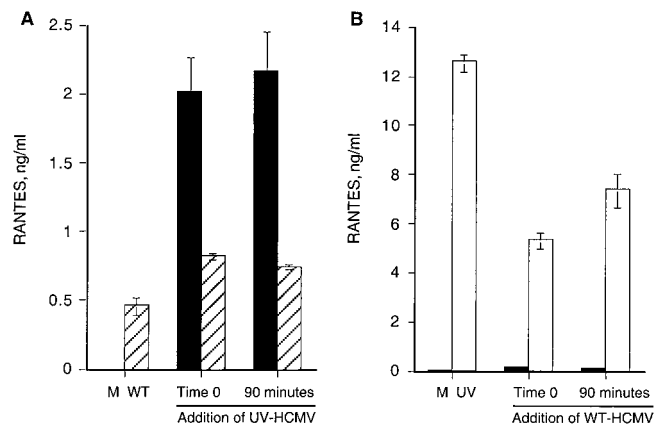 A
2.5
2
1.5
1
0.5
0
RANTES, ng/ml
M WT
Time 0
90 minutes
Addition of UV-HCMV
B
14
12
10
8
6
4
2
0
RANTES, ng/ml
M UV
Time 0
90 minutes
Addition of WT-HCMV